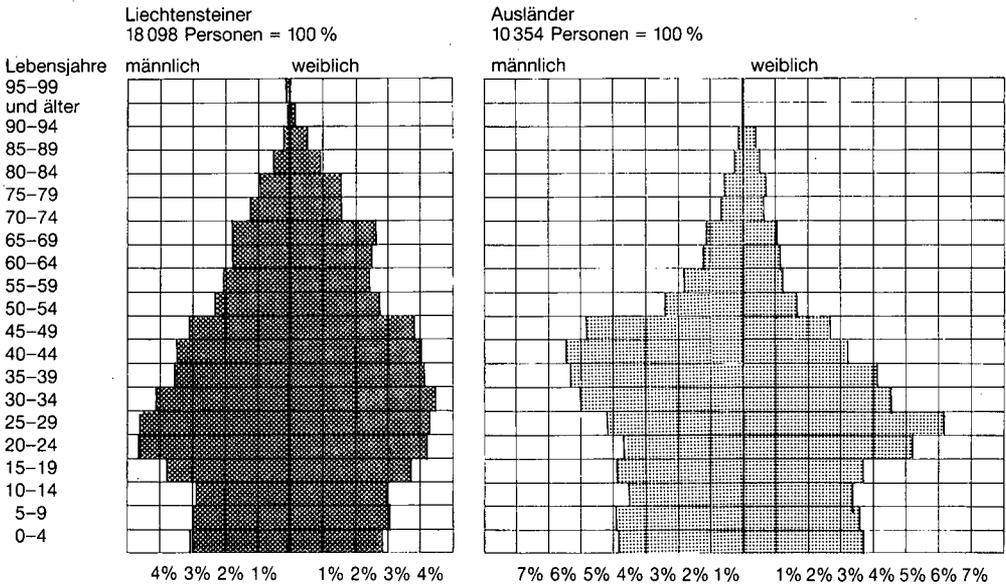 Liechtensteiner
18 098 Personen = 100 %
Ausländer
10 354 Personen = 100 %
Lebensjahre
männlich weiblich
männlich weiblich
95–99
und älter
90–94
85–89
80–84
75–79
70–74
65–69
60–64
55–59
50–54
45–49
40–44
35–39
30–34
25–29
20–24
15–19
10–14
5–9
0–4
4% 3% 2% 1% 1% 2% 3% 4%
7% 6% 5% 4% 3% 2% 1% 1% 2% 3% 4% 5% 6% 7%